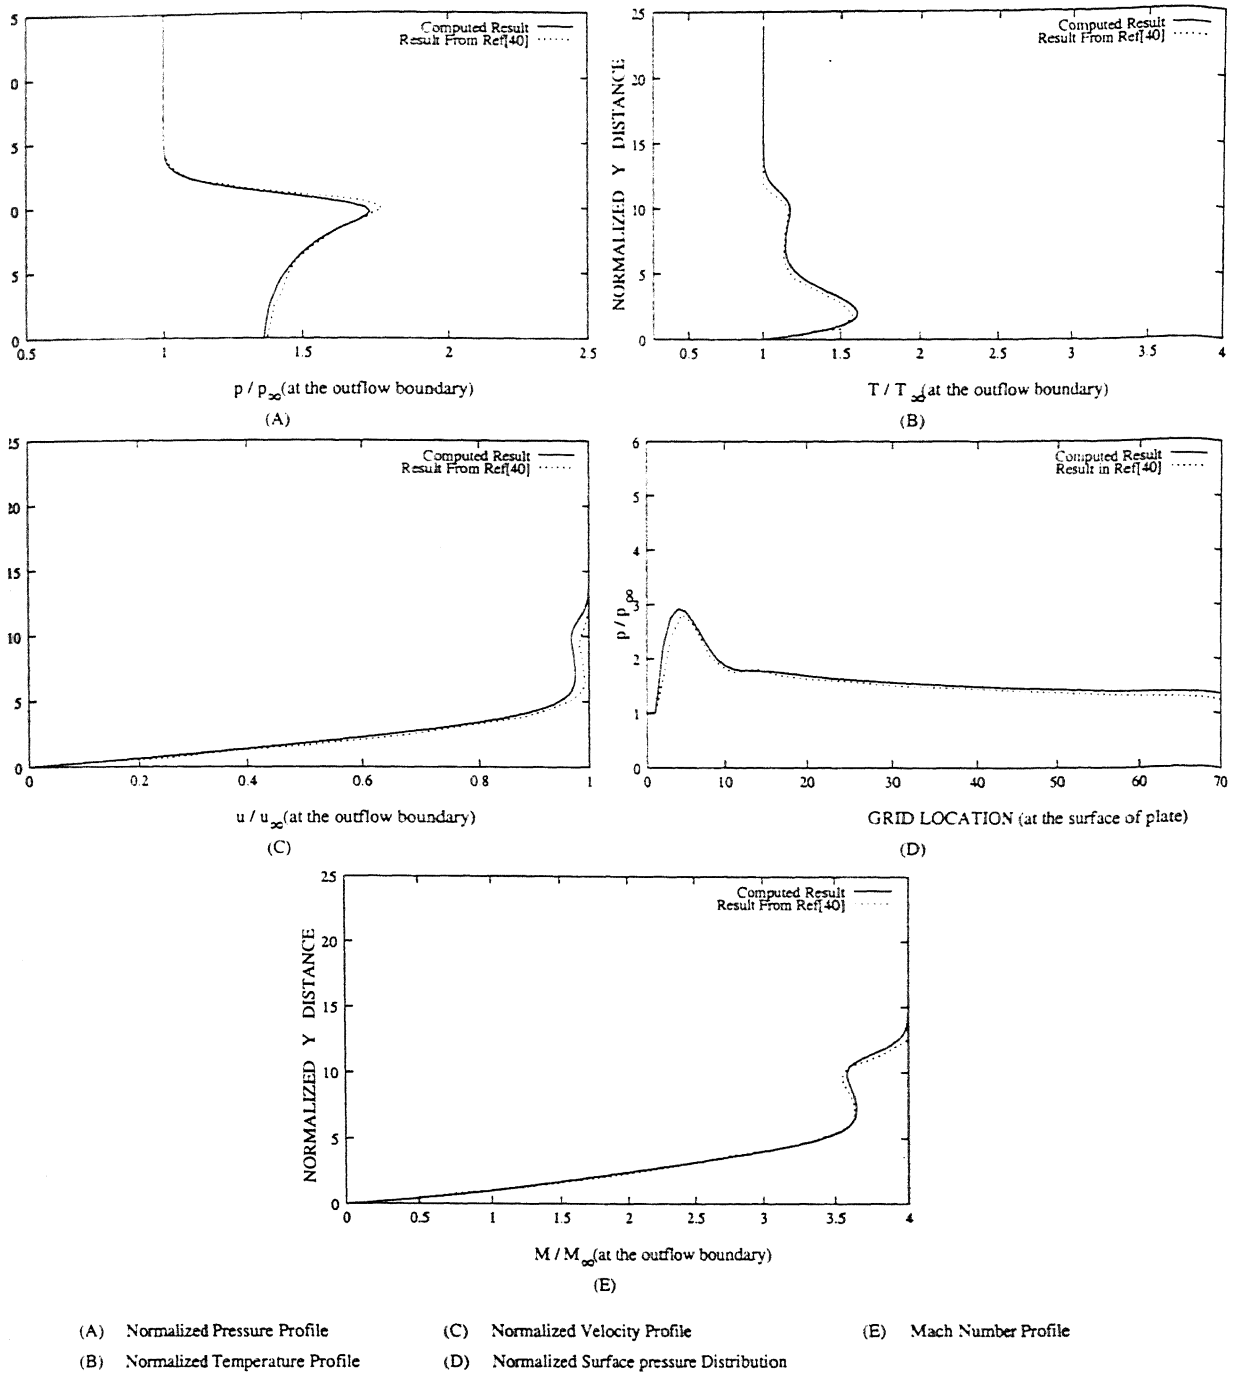 5
0
5
0
5
0
0.5 1 1.5 2 2.5
Computed Result
Result From Ref[40]
p / p∞(at the outflow boundary)
(A)
NORMALIZED Y DISTANCE
25
20
15
10
5
0
0.5 1 1.5 2 2.5 3 3.5 4
Computed Result
Result From Ref[40]
T / T ∞(at the outflow boundary)
(B)
25
20
15
10
5
0
0 0.2 0.4 0.6 0.8 1
Computed Result
Result From Ref[40]
u / u∞(at the outflow boundary)
(C)
p / p∞
6
5
4
3
2
1
0
0 10 20 30 40 50 60 70
Computed Result
Result in Ref[40]
GRID LOCATION (at the surface of plate)
(D)
NORMALIZED Y DISTANCE
25
20
15
10
5
0
0 0.5 1 1.5 2 2.5 3 3.5 4
Computed Result
Result From Ref[40]
M / M∞(at the outflow boundary)
(E)
(A) Normalized Pressure Profile
(C) Normalized Velocity Profile
(E) Mach Number Profile
(B) Normalized Temperature Profile
(D) Normalized Surface pressure Distribution